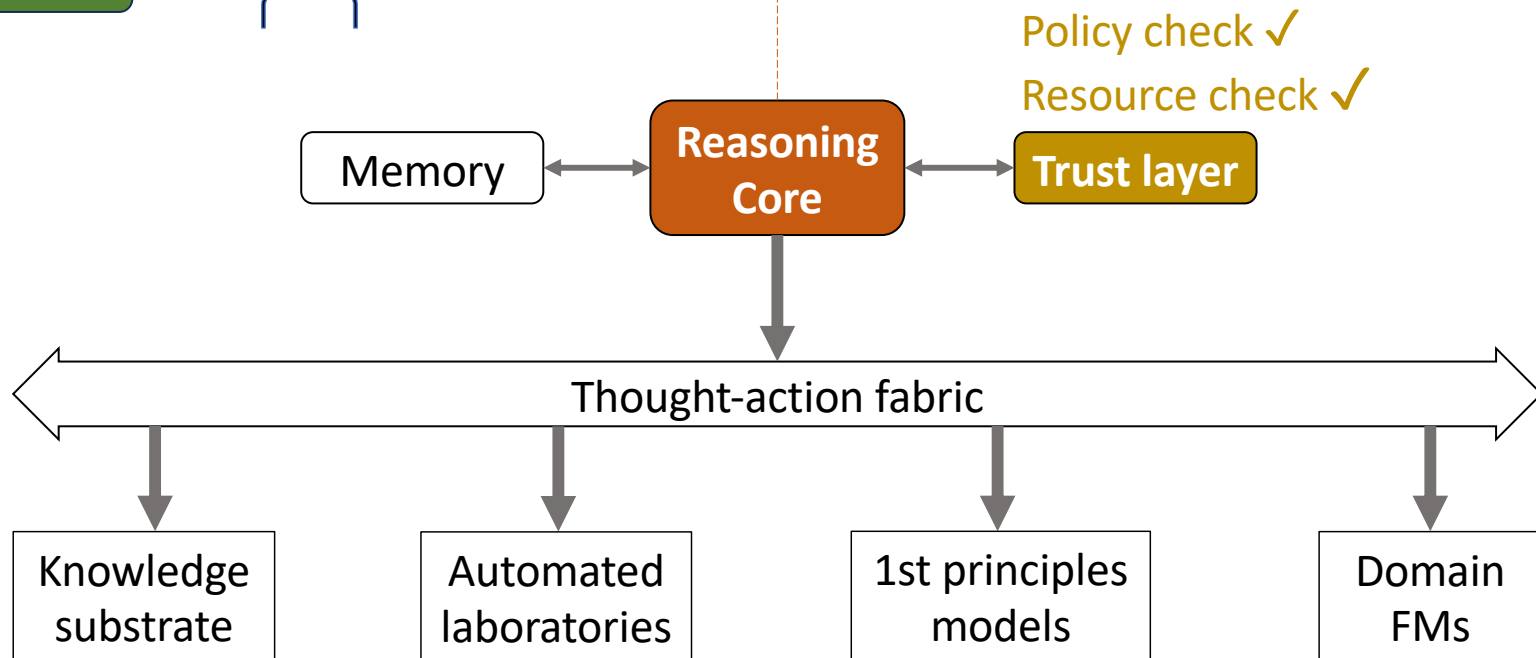 Policy check ✓
Resource check ✓
Memory
Reasoning
Core
Trust layer
Thought-action fabric
Knowledge
substrate
Automated
laboratories
1st principles
models
Domain
FMs